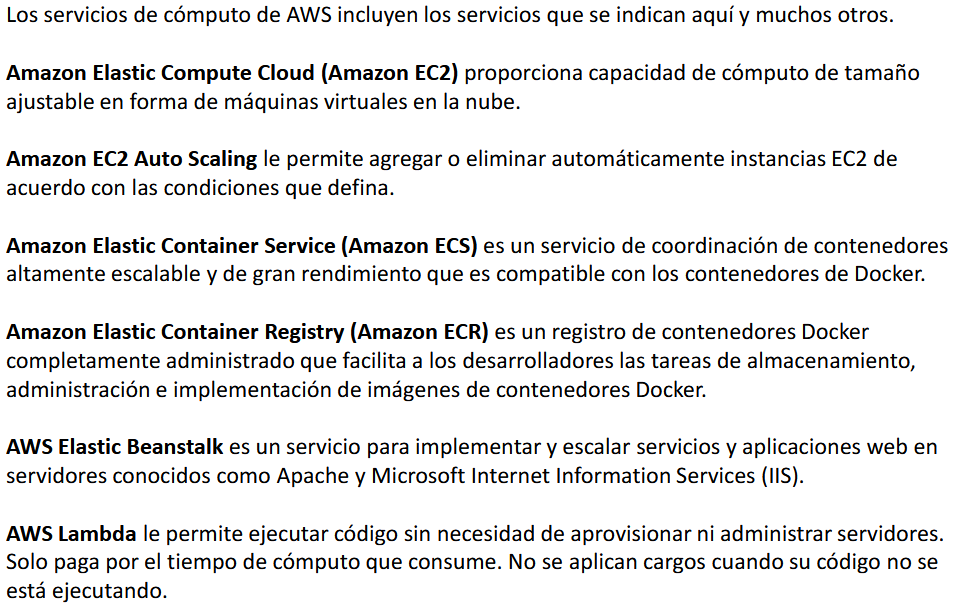 Los servicios de cómputo de AWS incluyen los servicios que se indican aquí y muchos otros.
Amazon Elastic Compute Cloud (Amazon EC2) proporciona capacidad de cómputo de tamaño
ajustable en forma de máquinas virtuales en la nube.
Amazon EC2 Auto Scaling le permite agregar o eliminar automáticamente instancias EC2 de
acuerdo con las condiciones que defina.
Amazon Elastic Container Service (Amazon ECS) es un servicio de coordinación de contenedores
altamente escalable y de gran rendimiento que es compatible con los contenedores de Docker.
Amazon Elastic Container Registry (Amazon ECR) es un registro de contenedores Docker
completamente administrado que facilita a los desarrolladores las tareas de almacenamiento,
administración e implementación de imágenes de contenedores Docker.
AWS Elastic Beanstalk es un servicio para implementar y escalar servicios y aplicaciones web en
servidores conocidos como Apache y Microsoft Internet Information Services (IIS).
AWS Lambda le permite ejecutar código sin necesidad de aprovisionar ni administrar servidores.
Solo paga por el tiempo de cómputo que consume. No se aplican cargos cuando su código no se
está ejecutando.